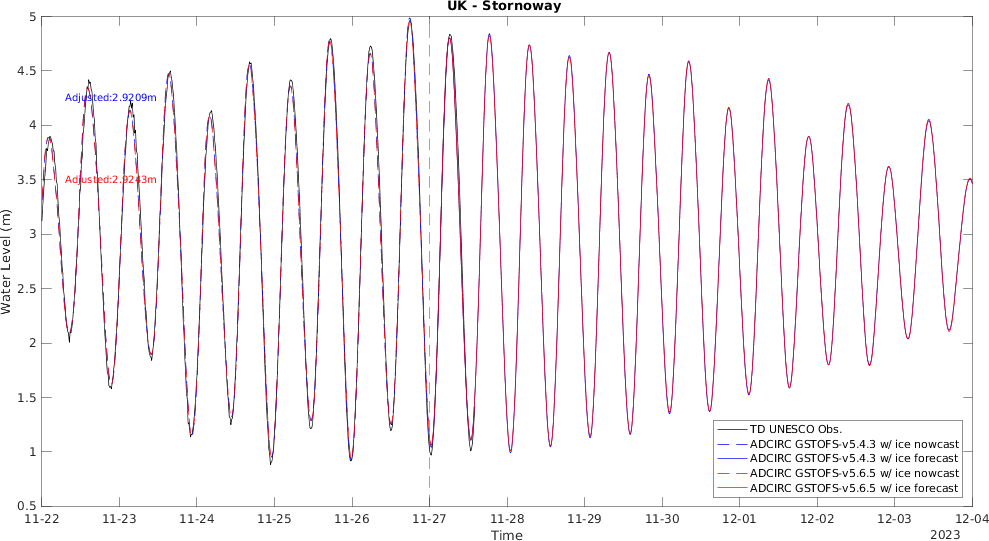 UK - Stornoway
5
4.5
4
3.5
3
2.5
2
1.5
1
0.5
Water Level (m)
Adjusted:2.9209m
Adjusted:2.9243m
TD UNESCO Obs.
ADCIRC GSTOFS-v5.4.3 w/ ice nowcast
ADCIRC GSTOFS-v5.4.3 w/ ice forecast
ADCIRC GSTOFS-v5.6.5 w/ ice nowcast
ADCIRC GSTOFS-v5.6.5 w/ ice forecast
11-22 11-23 11-24 11-25 11-26 11-27 11-28 11-29 11-30 12-01 12-02 12-03 12-04
Time
2023